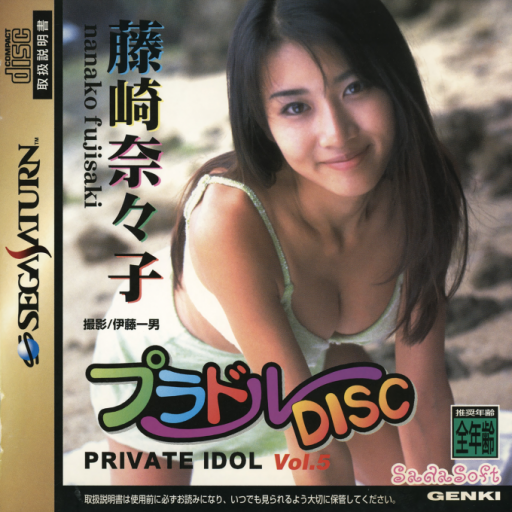 COMPACT
disc
取扱説明書
SEGA SATURN™
藤崎奈々子
nanako fujisaki
撮影/伊藤一男
プラドルDISC
PRIVATE IDOL Vol.5
推奨年齢
全年齢
SadaSoft
GENKI
取扱説明書は使用前に必ずお読みになり、いつでも見られるよう大切に保管してください。